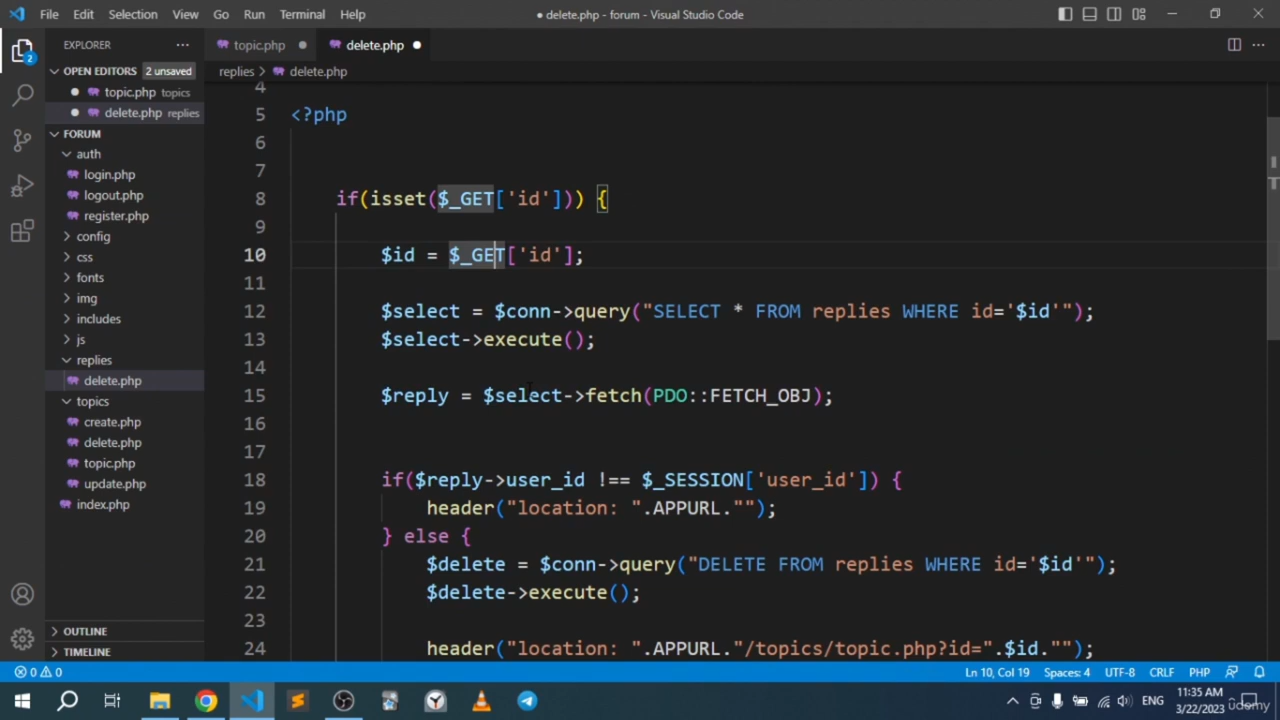 File Edit Selection View Go Run Terminal Help
● delete.php - forum - Visual Studio Code
EXPLORER
OPEN EDITORS 2 unsaved
topic.php topics
delete.php replies
FORUM
auth
login.php
logout.php
register.php
config
css
fonts
img
includes
js
replies
delete.php
topics
create.php
delete.php
topic.php
update.php
index.php
OUTLINE
TIMELINE
topic.php
delete.php
replies > delete.php
4
5 <?php
6
7
8 if(isset($_GET['id'])) {
9
10 $id = $_GET['id'];
11
12 $select = $conn->query("SELECT * FROM replies WHERE id='$id'");
13 $select->execute();
14
15 $reply = $select->fetch(PDO::FETCH_OBJ);
16
17
18 if($reply->user_id !== $_SESSION['user_id']) {
19 header("location: ".APPURL."");
20 } else {
21 $delete = $conn->query("DELETE FROM replies WHERE id='$id'");
22 $delete->execute();
23
24 header("location: ".APPURL."/topics/topic.php?id=".$id."");
0 0
Ln 10, Col 19 Spaces: 4 UTF-8 CRLF PHP
2
ENG
11:35 AM
3/22/2023
udemy